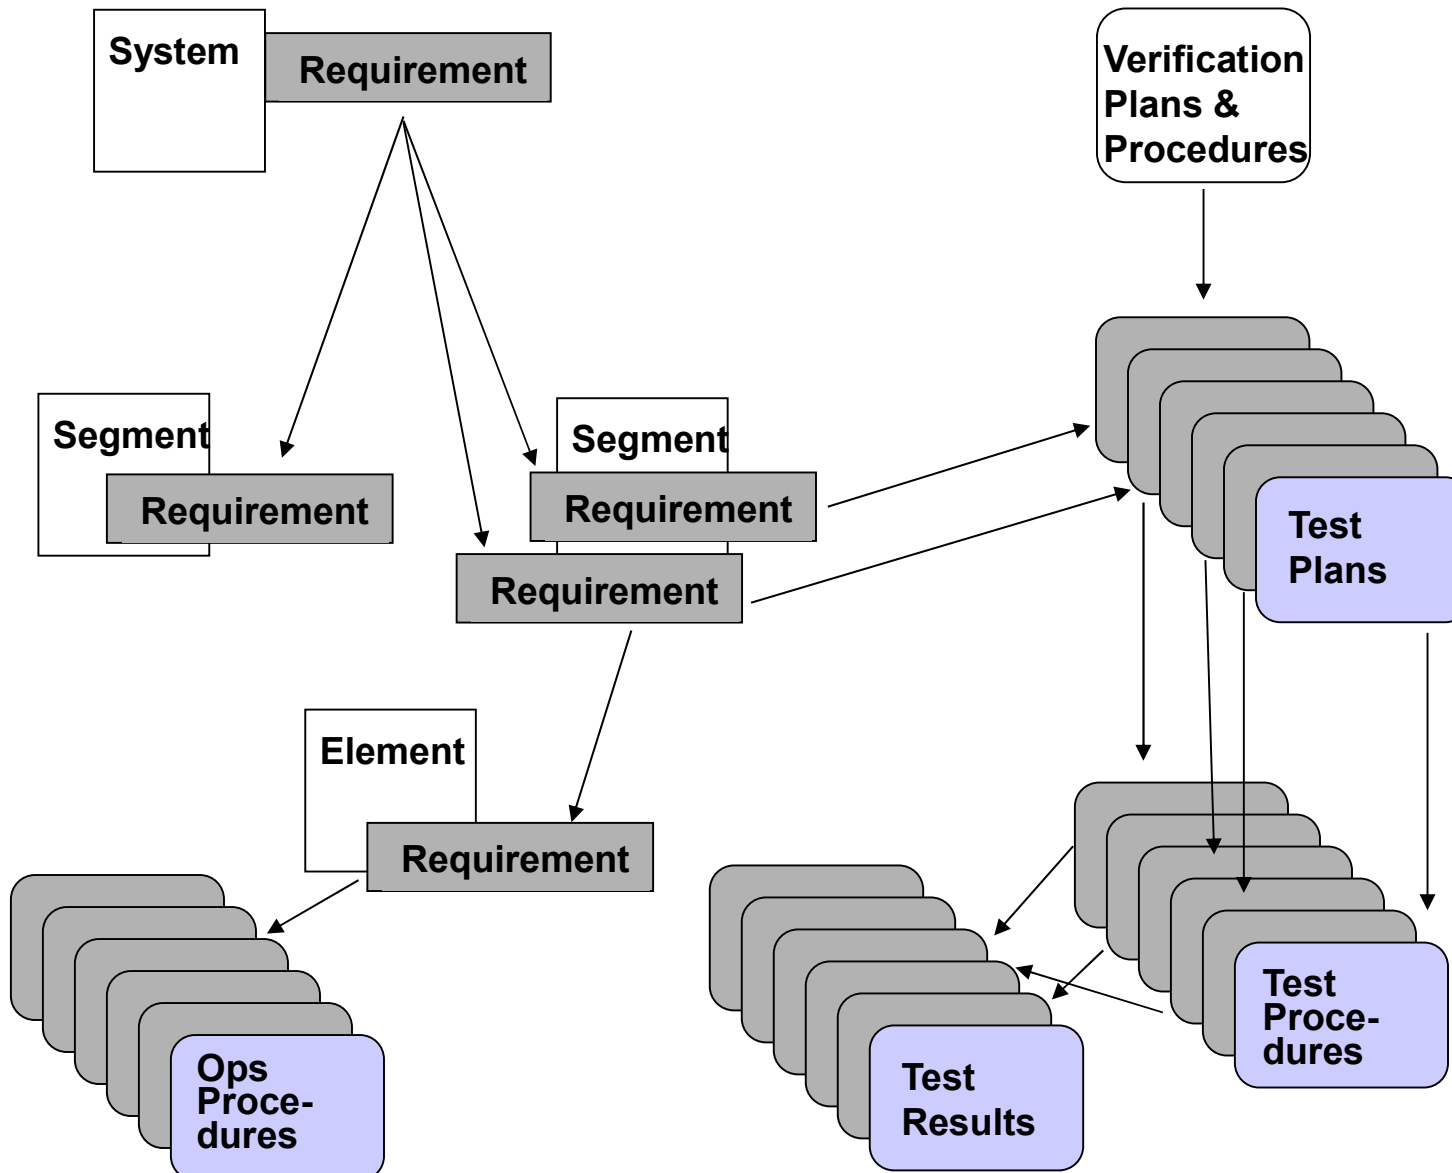 System
Requirement
Verification
Plans &
Procedures
Segment
Requirement
Segment
Requirement
Requirement
Test
Plans
Element
Requirement
Ops
Proce-
dures
Test
Results
Test
Proce-
dures